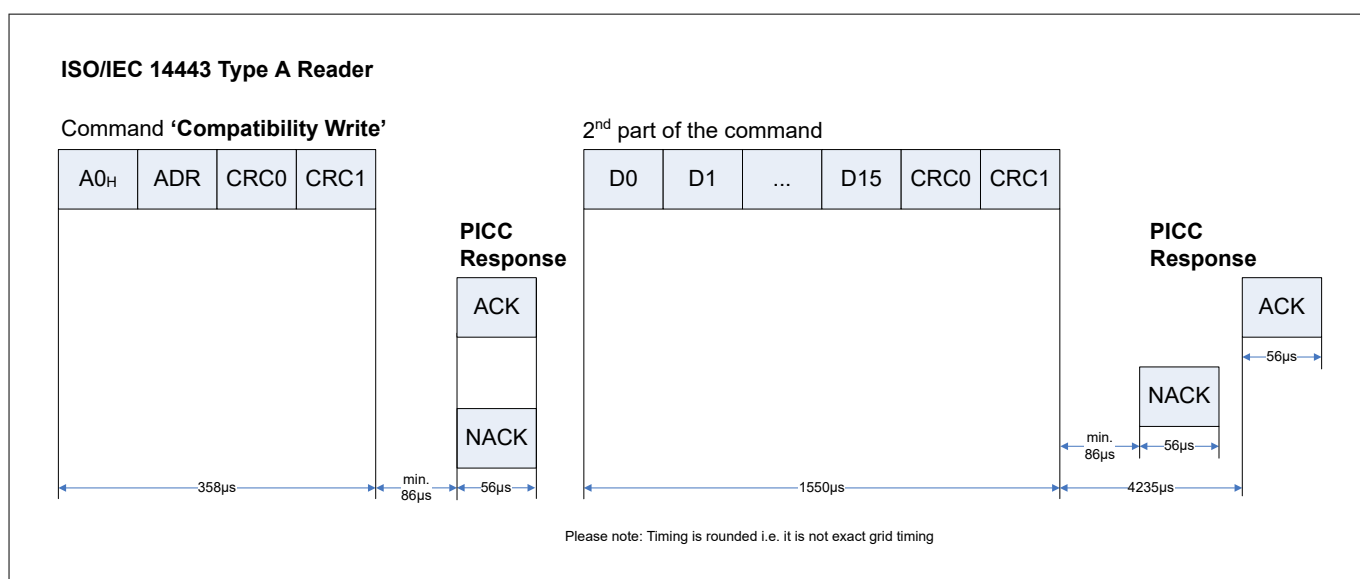 ISO/IEC 14443 Type A Reader
Command ‘Compatibility Write’
2nd part of the command
A0H ADR CRC0 CRC1
D0 D1 ... D15 CRC0 CRC1
PICC
Response
PICC
Response
ACK
ACK
56µs
NACK
NACK
min.
86µs
56µs
358µs
min.
86µs
56µs
1550µs
4235µs
Please note: Timing is rounded i.e. it is not exact grid timing